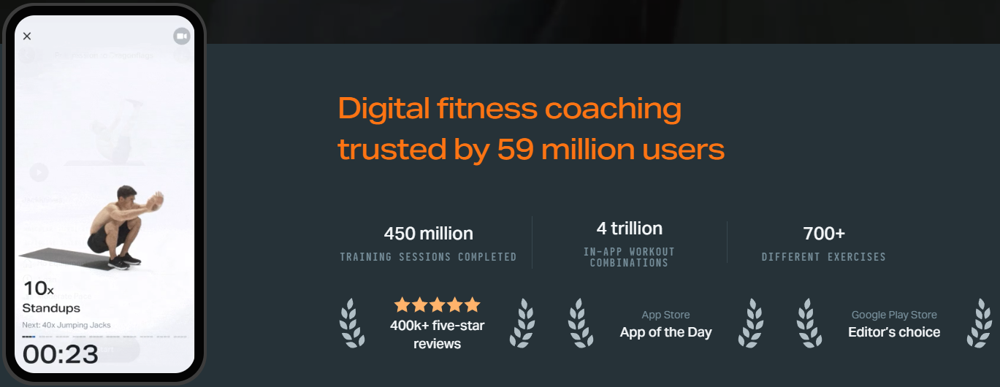 10x
Standups
Next: 40x Jumping Jacks
00:23
Digital fitness coaching
trusted by 59 million users
450 million
TRAINING SESSIONS COMPLETED
4 trillion
IN-APP WORKOUT
COMBINATIONS
700+
DIFFERENT EXERCISES
400k+ five-star
reviews
App Store
App of the Day
Google Play Store
Editor's choice